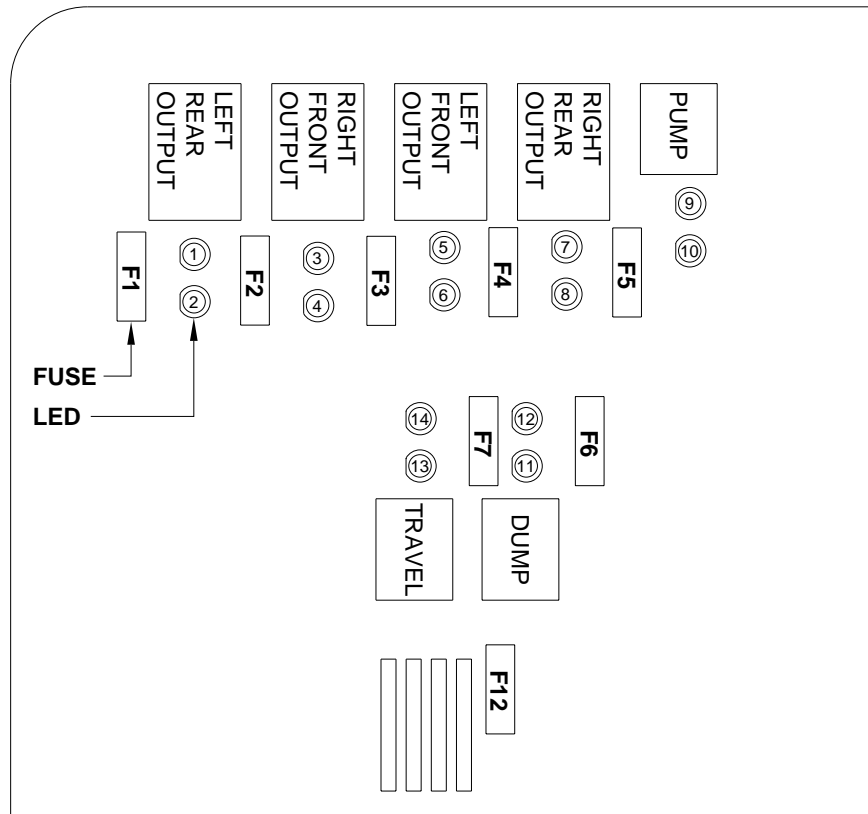 LEFT
REAR
OUTPUT
RIGHT
FRONT
OUTPUT
LEFT
FRONT
OUTPUT
RIGHT
REAR
OUTPUT
PUMP
9
10
F1
1
2
F2
3
4
F3
5
6
F4
7
8
F5
FUSE
LED
14
13
F7
12
11
F6
TRAVEL
DUMP
F12